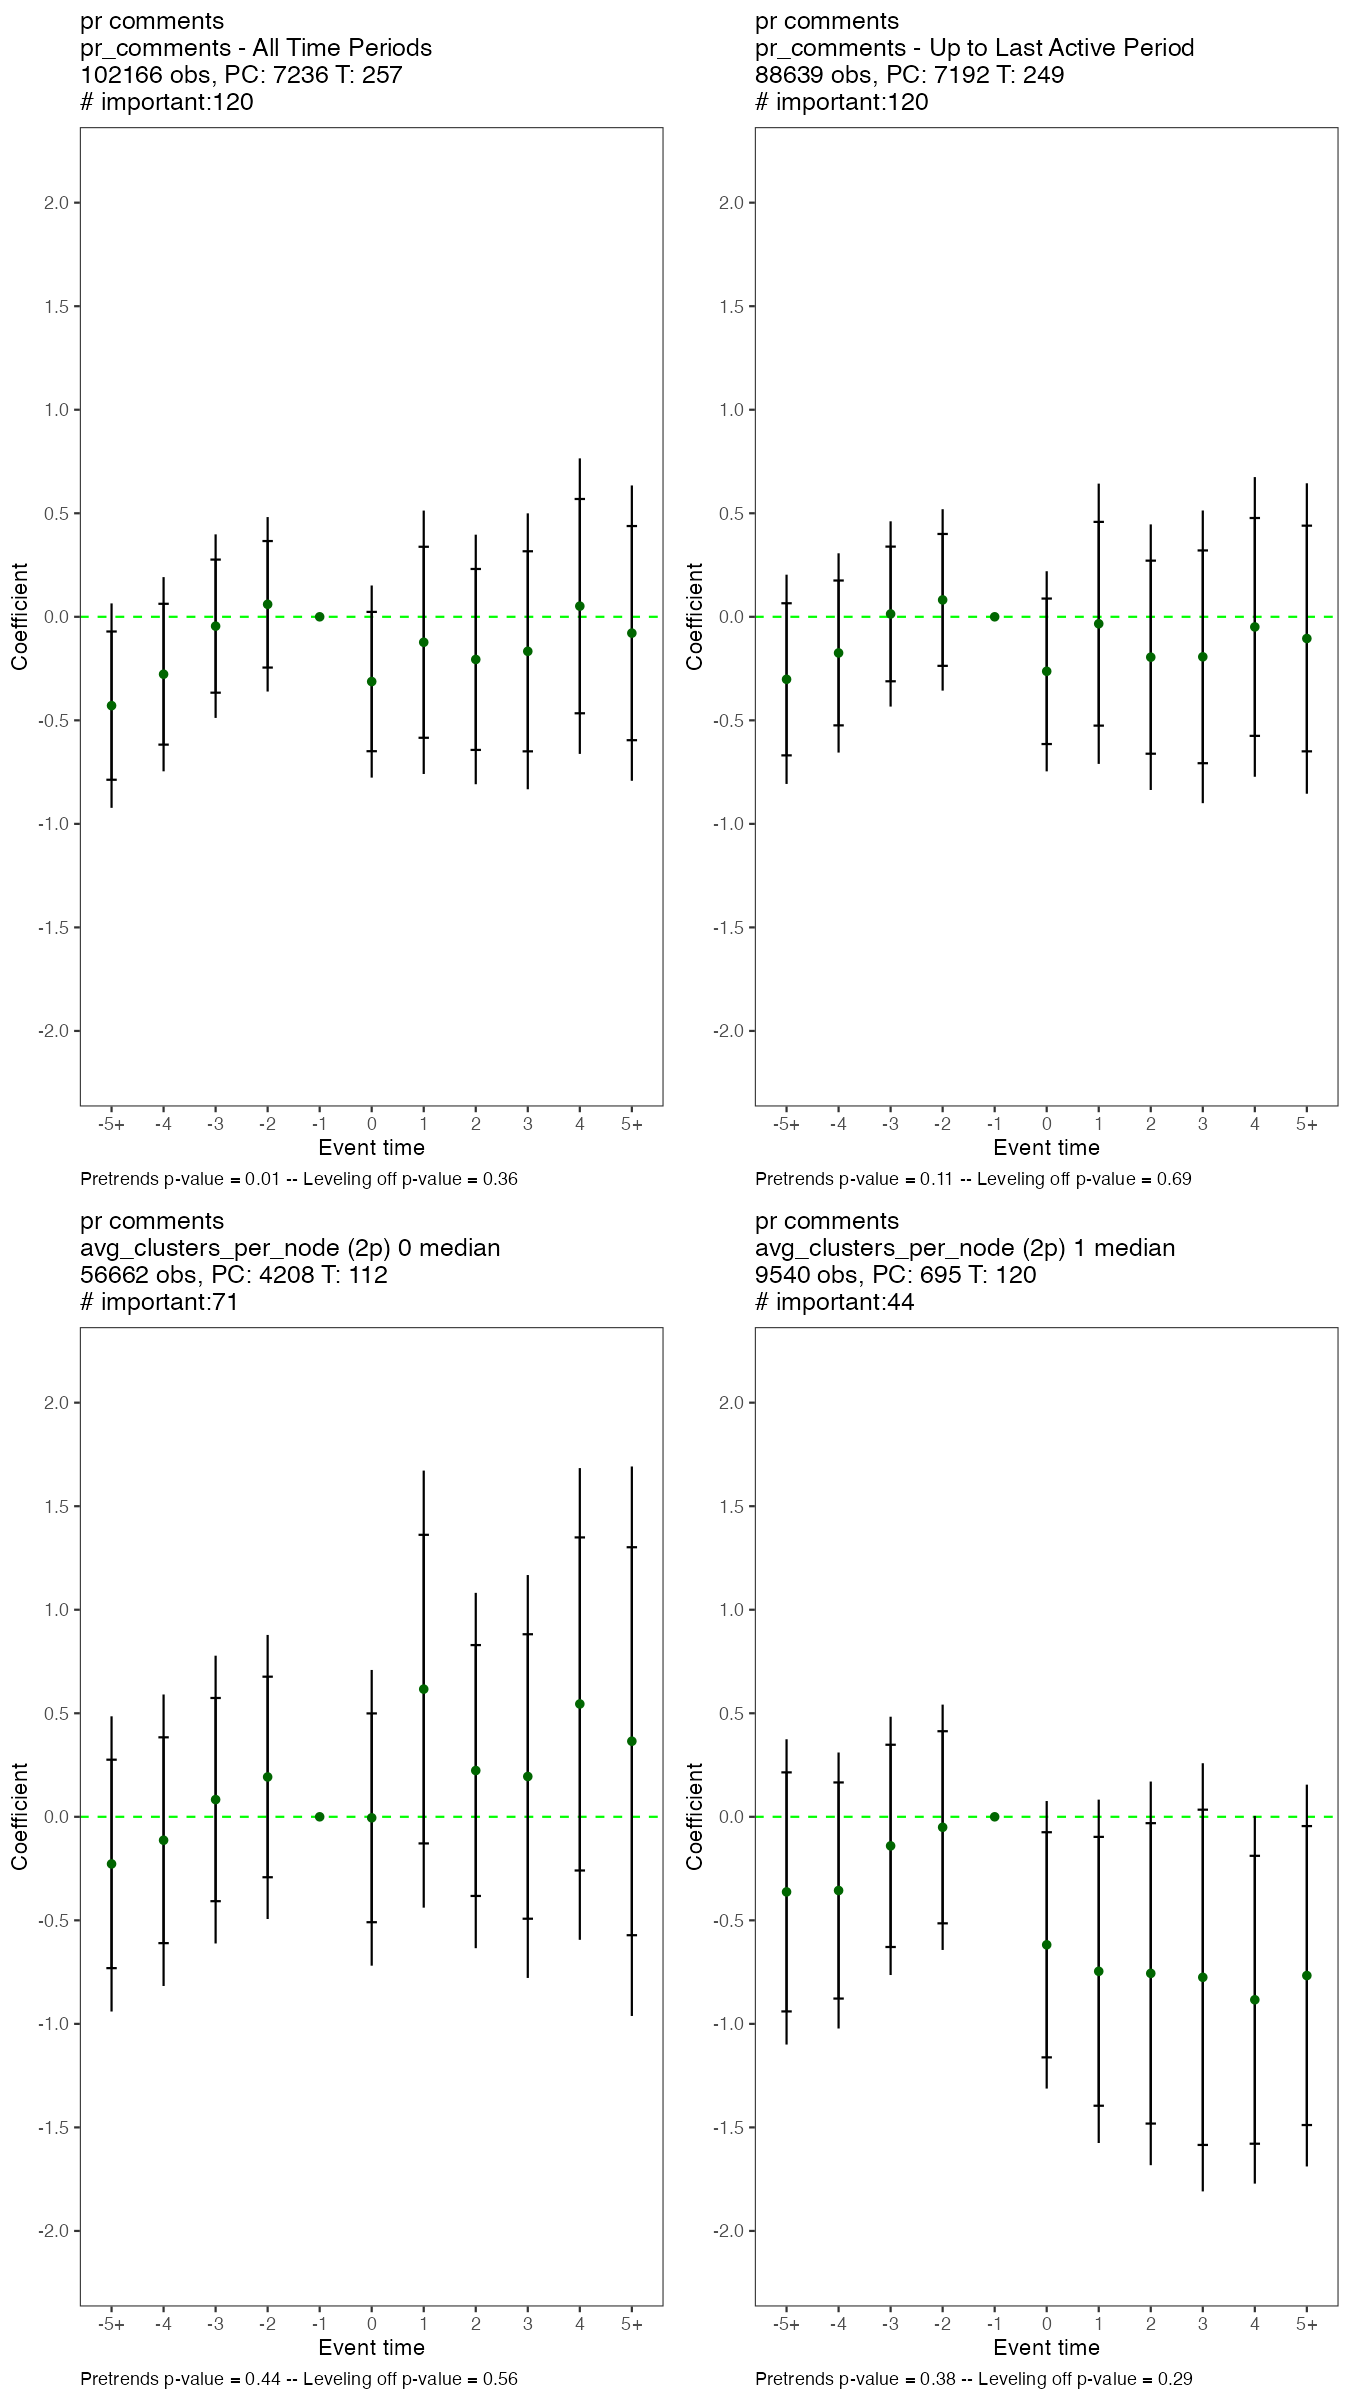 pr comments
pr_comments - All Time Periods
102166 obs, PC: 7236 T: 257
# important:120
2.0
1.5
1.0
0.5
0.0
-0.5
-1.0
-1.5
-2.0
Coefficient
-5+ -4 -3 -2 -1 0 1 2 3 4 5+
Event time
Pretrends p-value = 0.01 -- Leveling off p-value = 0.36
pr comments
pr_comments - Up to Last Active Period
88639 obs, PC: 7192 T: 249
# important:120
2.0
1.5
1.0
0.5
0.0
-0.5
-1.0
-1.5
-2.0
Coefficient
-5+ -4 -3 -2 -1 0 1 2 3 4 5+
Event time
Pretrends p-value = 0.11 -- Leveling off p-value = 0.69
pr comments
avg_clusters_per_node (2p) 0 median
56662 obs, PC: 4208 T: 112
# important:71
2.0
1.5
1.0
0.5
0.0
-0.5
-1.0
-1.5
-2.0
Coefficient
-5+ -4 -3 -2 -1 0 1 2 3 4 5+
Event time
Pretrends p-value = 0.44 -- Leveling off p-value = 0.56
pr comments
avg_clusters_per_node (2p) 1 median
9540 obs, PC: 695 T: 120
# important:44
2.0
1.5
1.0
0.5
0.0
-0.5
-1.0
-1.5
-2.0
Coefficient
-5+ -4 -3 -2 -1 0 1 2 3 4 5+
Event time
Pretrends p-value = 0.38 -- Leveling off p-value = 0.29